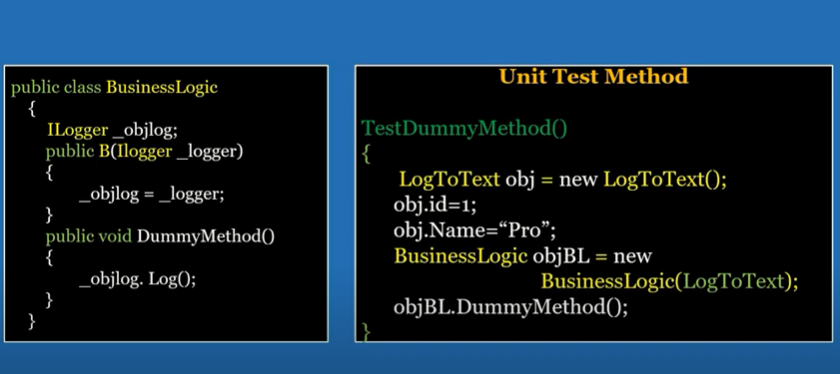 public class BusinessLogic
{
ILogger _objlog;
public B(Ilogger _logger)
{
_objlog = _logger;
}
public void DummyMethod()
{
_objlog. Log();
}
}
Unit Test Method
TestDummyMethod()
{
LogToText obj = new LogToText();
obj.id=1;
obj.Name=“Pro”;
BusinessLogic objBL = new
BusinessLogic(LogToText);
objBL.DummyMethod();
}